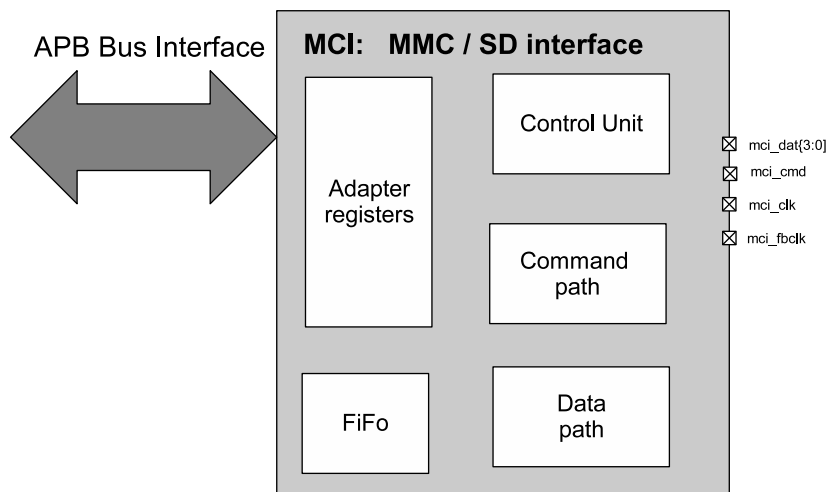 APB Bus Interface
MCI: MMC / SD interface
Adapter
registers
Control Unit
Command
path
FiFo
Data
path
mci_dat{3:0]
mci_cmd
mci_clk
mci_fbclk